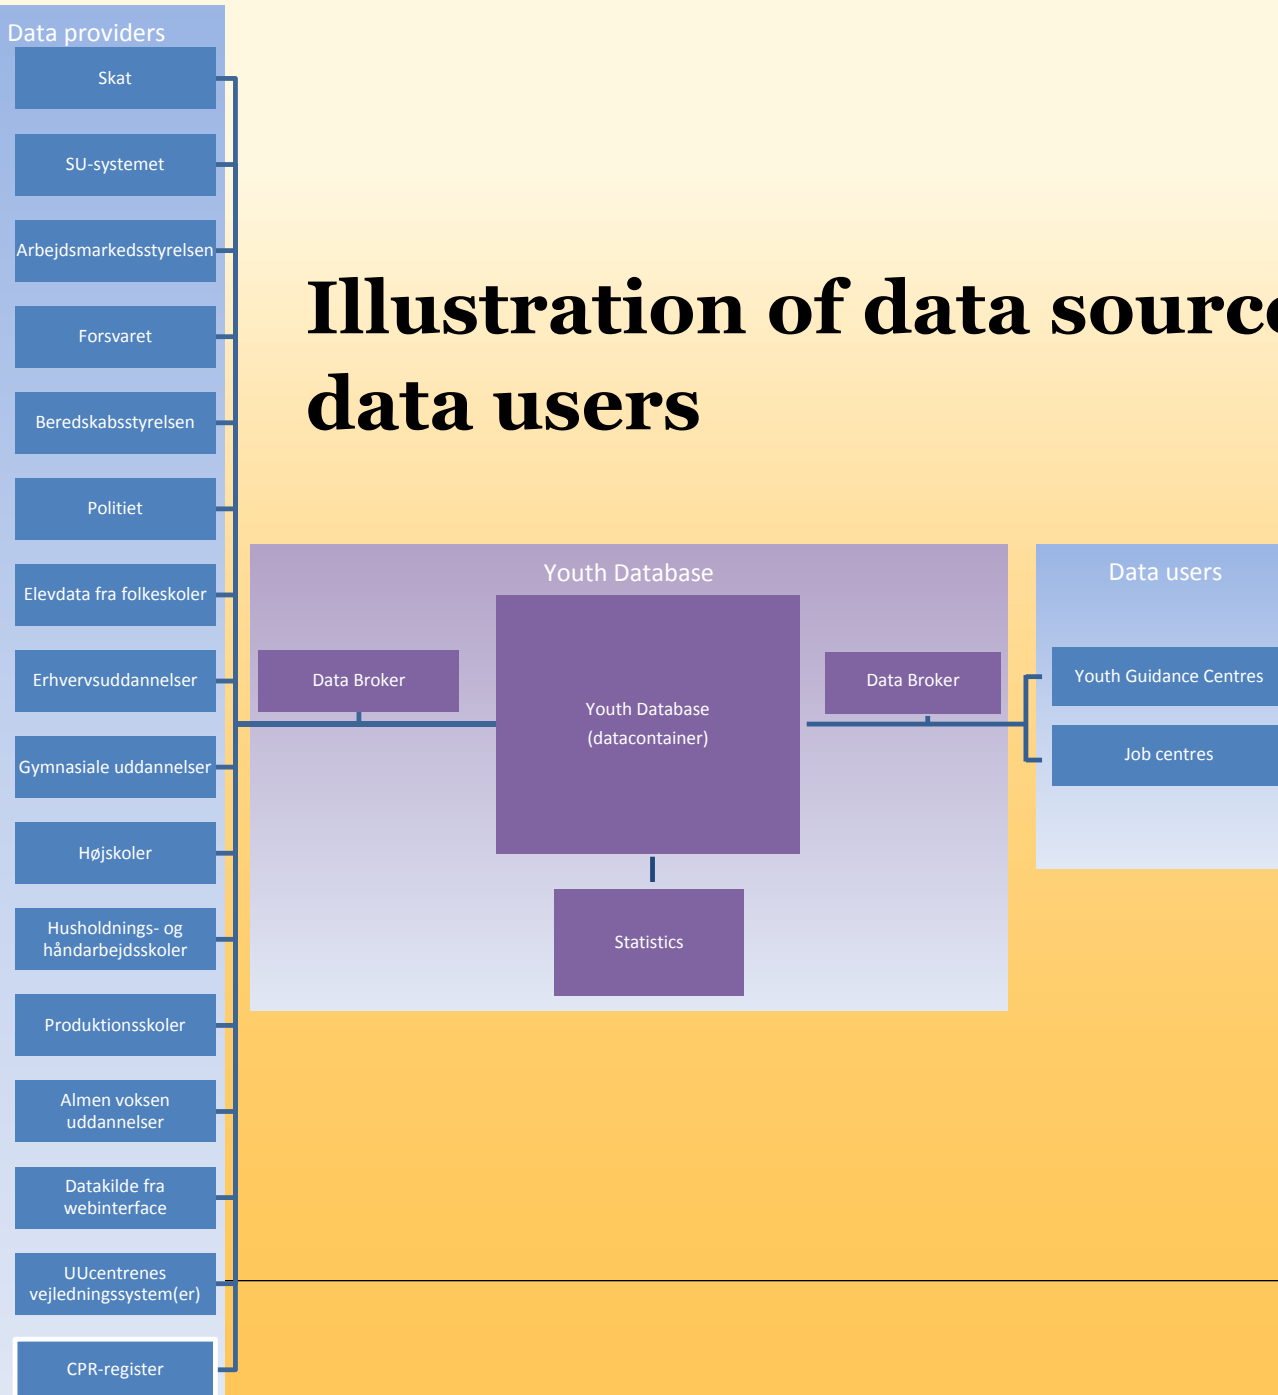 Data providers
Skat
SU-systemet
Arbejdsmarkedsstyrelsen
Forsvaret
Beredskabsstyrelsen
Politiet
Elevdata fra folkeskoler
Erhvervsuddannelser
Gymnasiale uddannelser
Højskoler
Husholdnings- og
håndarbejdsskoler
Produktionsskoler
Almen voksen
uddannelser
Datakilde fra
webinterface
UUcentrenes
vejledningssystem(er)
CPR-register
Illustration of data
data users
Youth Database
Data Broker
Youth Database
(datacontainer)
Statistics
Data Broker
Data users
Youth Guidance Centres
Job centres